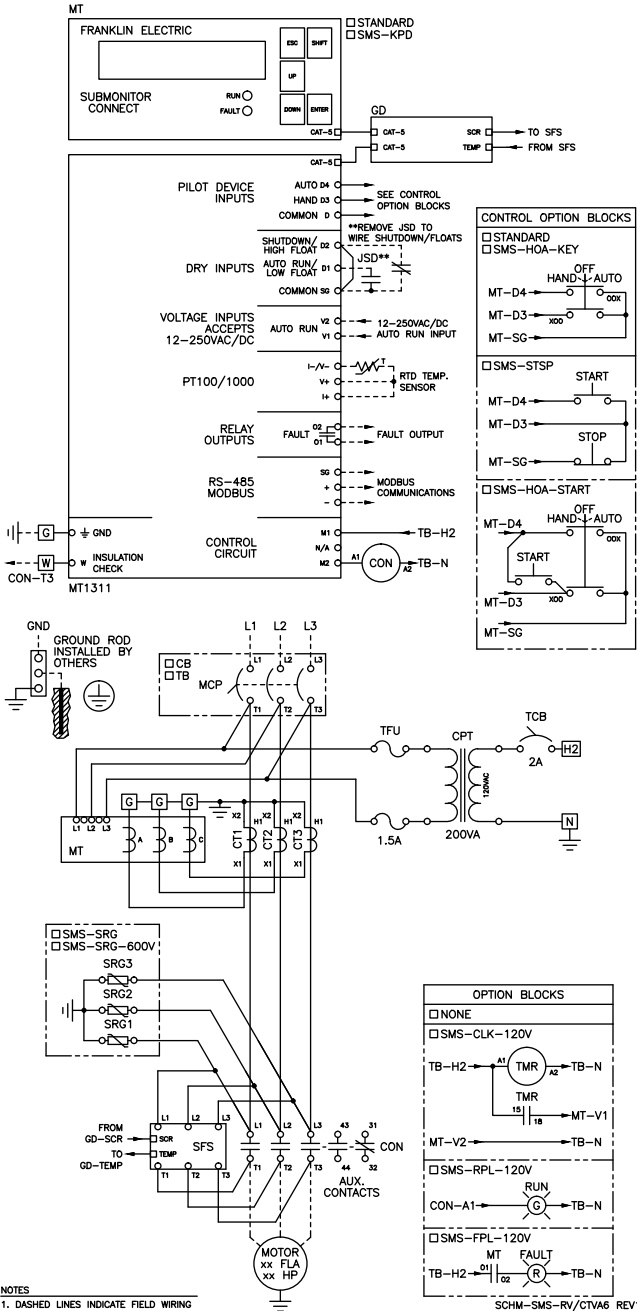 MT
FRANKLIN ELECTRIC
ESC SHIFT
UP
DOWN ENTER
SUBMONITOR
CONNECT
RUN
FAULT
CAT-5
STANDARD
SMS-KPD
GD
CAT-5
CAT-5
SCR
TEMP
TO SFS
FROM SFS
CAT-5
PILOT DEVICE
INPUTS
AUTO D4
HAND D3
COMMON D
SEE CONTROL
OPTION BLOCKS
**REMOVE JSD TO
WIRE SHUTDOWN/FLOATS
DRY INPUTS
SHUTDOWN/
HIGH FLOAT D2
AUTO RUN/
LOW FLOAT D1
COMMON SG
JSD**
VOLTAGE INPUTS
ACCEPTS
12-250VAC/DC
AUTO RUN
V2
V1
12-250VAC/DC
AUTO RUN INPUT
PT100/1000
I-/V-
V+
I+
T
RTD TEMP.
SENSOR
RELAY
OUTPUTS
FAULT
02
01
FAULT OUTPUT
RS-485
MODBUS
SG
+
-
MODBUS
COMMUNICATIONS
G
GND
CONTROL
CIRCUIT
M1
N/A
M2
TB-H2
A1 CON A2
TB-N
W
CON-T3
W INSULATION
CHECK
MT1311
CONTROL OPTION BLOCKS
STANDARD
SMS-HOA-KEY
OFF
HAND AUTO
MT-D4
OOX
MT-D3
XOO
MT-SG
SMS-STSP
START
MT-D4
MT-D3
STOP
MT-SG
SMS-HOA-START
OFF
HAND AUTO
MT-D4
OOX
START
XOO
MT-D3
MT-SG
GND
GROUND ROD
INSTALLED BY
OTHERS
L1 L2 L3
CB
TB
MCP
L1 L2 L3
T1 T2 T3
TFU
CPT
TCB
2A
H2
120VAC
1.5A
200VA
N
G G G
L1 L2 L3
A B C
MT
X2 H1 X2 H1 X2 H1
CT1 CT2 CT3
X1 X1 X1
SMS-SRG
SMS-SRG-600V
SRG3
SRG2
SRG1
FROM
GD-SCR
TO
GD-TEMP
L1 L2 L3
SCR
TEMP
SFS
T1 T2 T3
L1 L2 L3
T1 T2 T3
43 31
44 32
CON
AUX.
CONTACTS
MOTOR
xx FLA
xx HP
OPTION BLOCKS
NONE
SMS-CLK-120V
TB-H2
A1 TMR A2
TB-N
TMR
15 18
MT-V1
MT-V2
TB-N
SMS-RPL-120V
RUN
CON-A1
G
TB-N
SMS-FPL-120V
MT FAULT
TB-H2
01 02
R
TB-N
NOTES
1. DASHED LINES INDICATE FIELD WIRING
SCHM-SMS-RV/CTVA6 REV